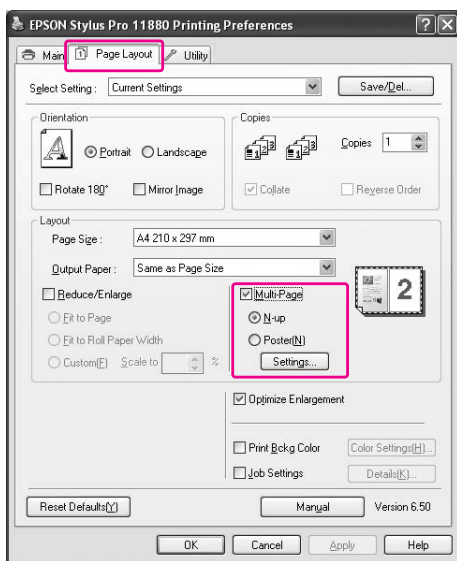 EPSON Stylus Pro 11880 Printing Preferences
Main Page Layout Utility
Select Setting : Current Settings Save/Del...
Orientation Copies
A Portrait Landscape Copies 1
Rotate 180° Mirror Image Collate Reverse Order
Layout
Page Size : A4 210 x 297 mm
Output Paper : Same as Page Size
Reduce/Enlarge Multi-Page 2
Fit to Page N-up
Fit to Roll Paper Width Poster(N)
Custom(F) Scale to % Settings...
Optimize Enlargement
Print Bckg Color Color Settings(H)...
Job Settings Details(K)...
Reset Defaults(Y) Manual Version 6.50
OK Cancel Apply Help